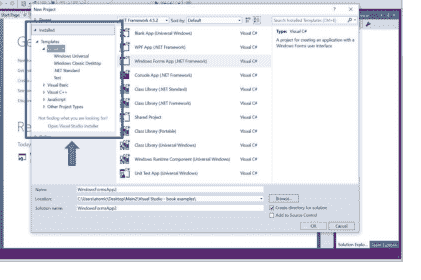 New Project
Start Page
.NET Framework 4.5.2
Sort by: Default
Search Installed Templates (Ctrl+E)
Installed
Templates
Visual C#
Windows Universal
Windows Classic Desktop
.NET Standard
Test
Visual Basic
Visual C++
JavaScript
Other Project Types
Not finding what you are looking for?
Open Visual Studio Installer
Blank App (Universal Windows) Visual C#
WPF App (.NET Framework) Visual C#
Windows Forms App (.NET Framework) Visual C#
Console App (.NET Framework) Visual C#
Class Library (.NET Standard) Visual C#
Class Library (.NET Framework) Visual C#
Shared Project Visual C#
Class Library (Portable) Visual C#
Class Library (Universal Windows) Visual C#
Windows Runtime Component (Universal Windows) Visual C#
Unit Test App (Universal Windows) Visual C#
Type: Visual C#
A project for creating an application with a
Windows Forms user interface
Name: WindowsFormsApp3
Location:
Browse...
Solution name: WindowsFormsApp3
Create directory for solution
Add to Source Control
OK Cancel
Solution Explo... Team Explorer